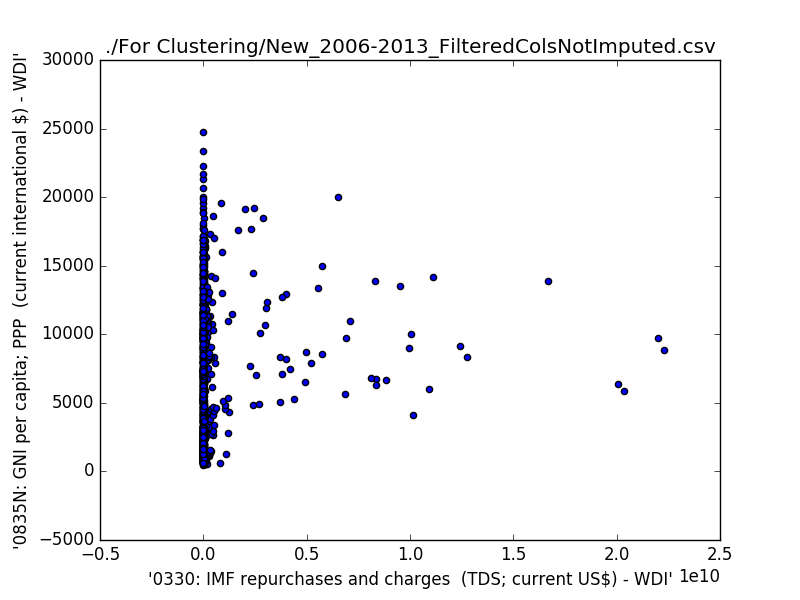 ./For Clustering/New_2006-2013_FilteredColsNotImputed.csv
'0835N: GNI per capita; PPP  (current international $) - WDI'
30000
25000
20000
15000
10000
5000
0
−5000
−0.5 0.0 0.5 1.0 1.5 2.0 2.5
1e10
'0330: IMF repurchases and charges  (TDS; current US$) - WDI'